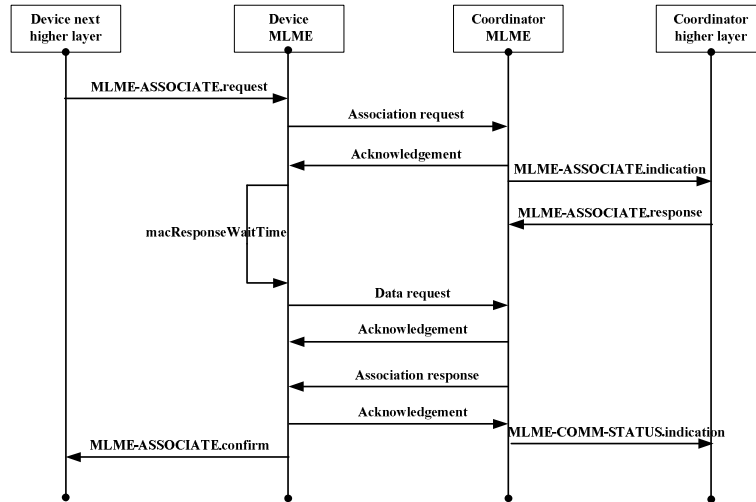 Device next
higher layer
Device
MLME
Coordinator
MLME
Coordinator
higher layer
MLME-ASSOCIATE.request
Association request
Acknowledgement
MLME-ASSOCIATE.indication
MLME-ASSOCIATE.response
macResponseWaitTime
Data request
Acknowledgement
Association response
Acknowledgement
MLME-COMM-STATUS.indication
MLME-ASSOCIATE.confirm